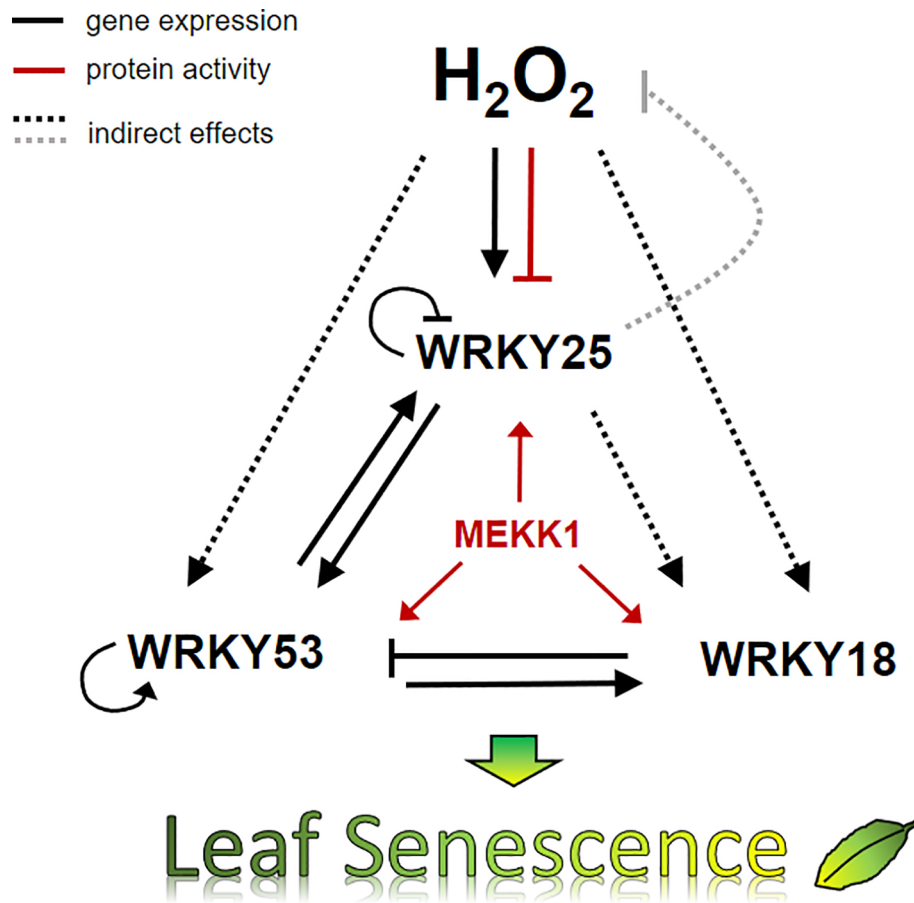 gene expression
protein activity
indirect effects
H₂O₂
WRKY25
MEKK1
WRKY53
WRKY18
Leaf Senescence